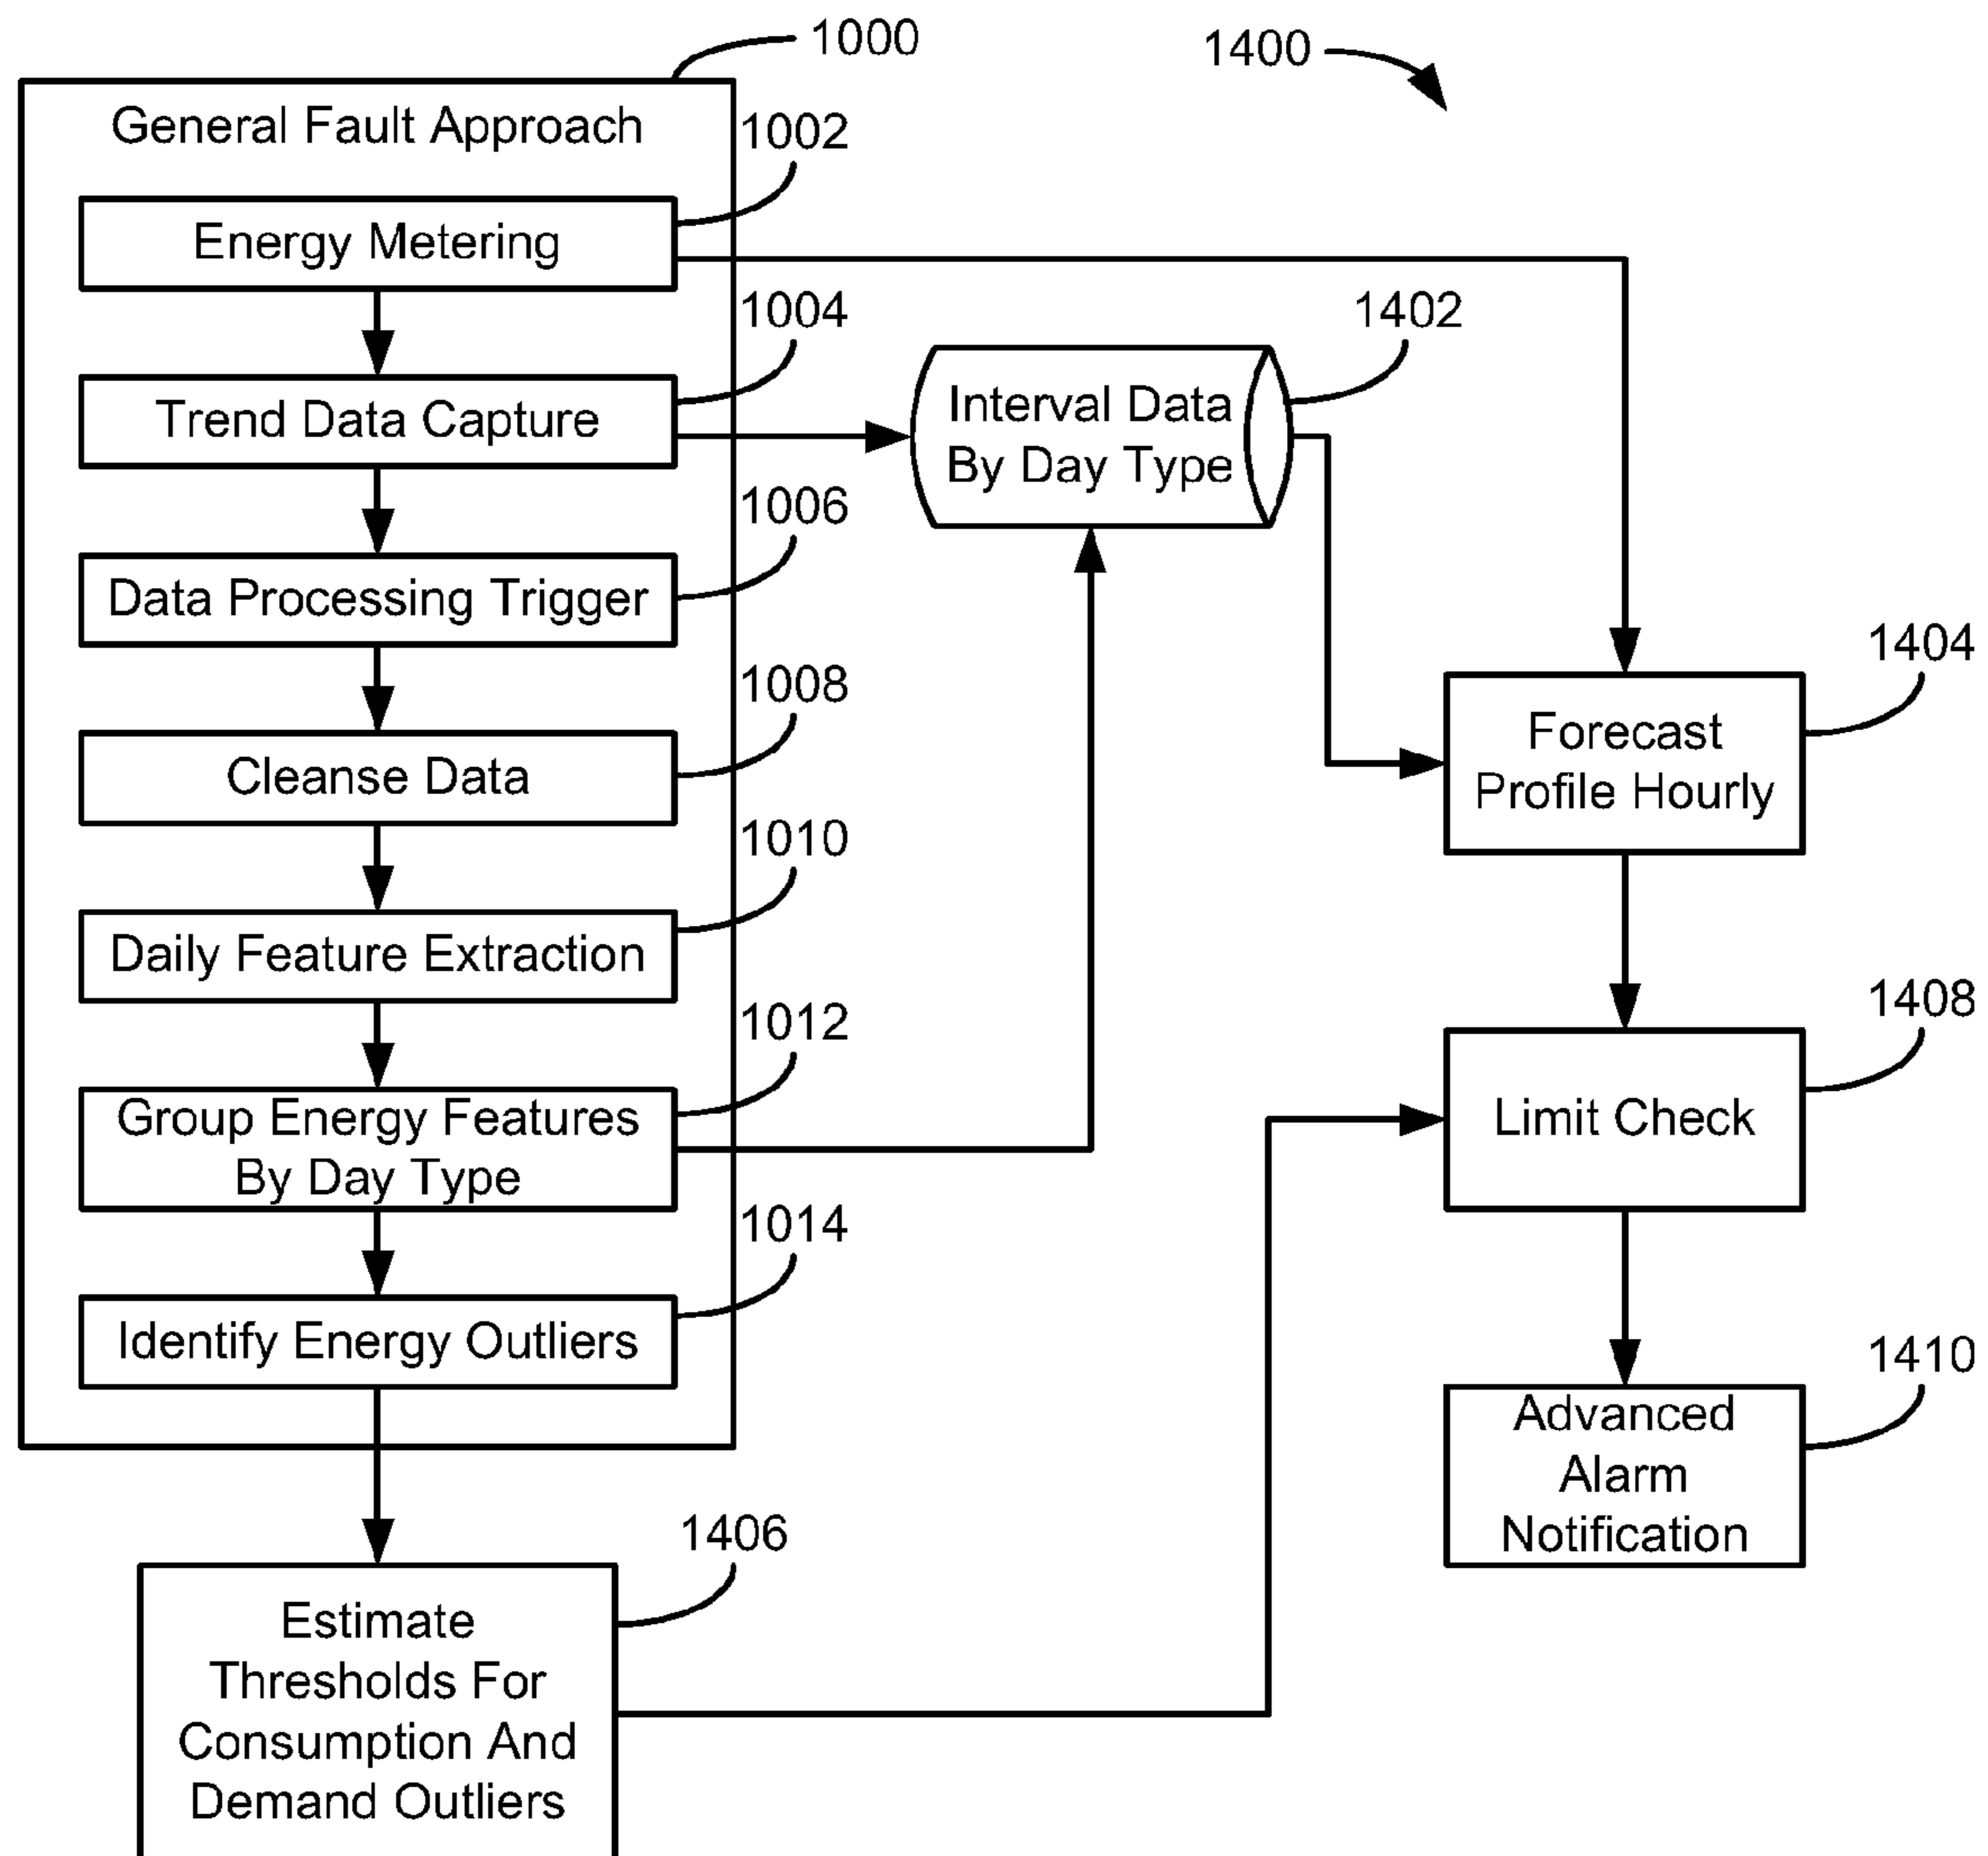 1000
1400
General Fault Approach
1002
Energy Metering
1004
Trend Data Capture
1402
Interval Data
By Day Type
1006
Data Processing Trigger
1404
Forecast
Profile Hourly
1008
Cleanse Data
1010
Daily Feature Extraction
1012
Group Energy Features
By Day Type
1408
Limit Check
1014
Identify Energy Outliers
1410
Advanced
Alarm
Notification
1406
Estimate
Thresholds For
Consumption And
Demand Outliers